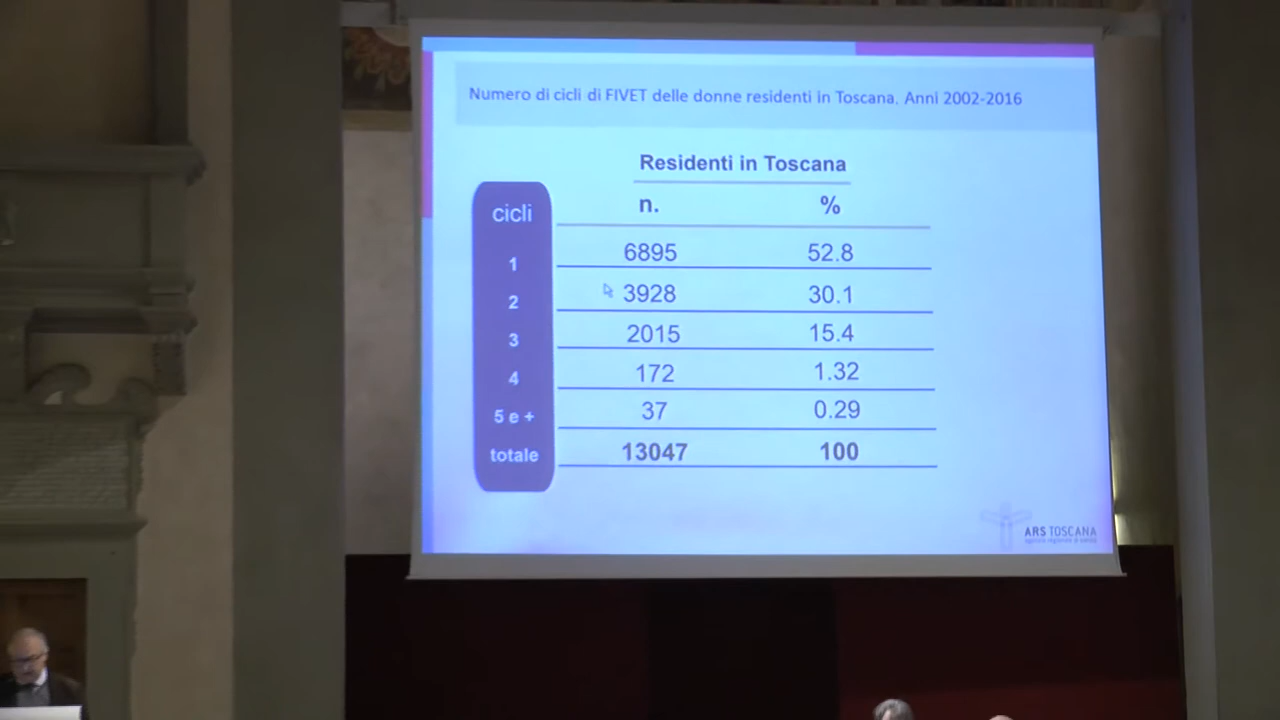 Numero di cicli di FIVET delle donne residenti in Toscana. Anni 2002-2016
Residenti in Toscana
cicli n. %
1 6895 52.8
2 3928 30.1
3 2015 15.4
4 172 1.32
5 e + 37 0.29
totale 13047 100
ARS TOSCANA